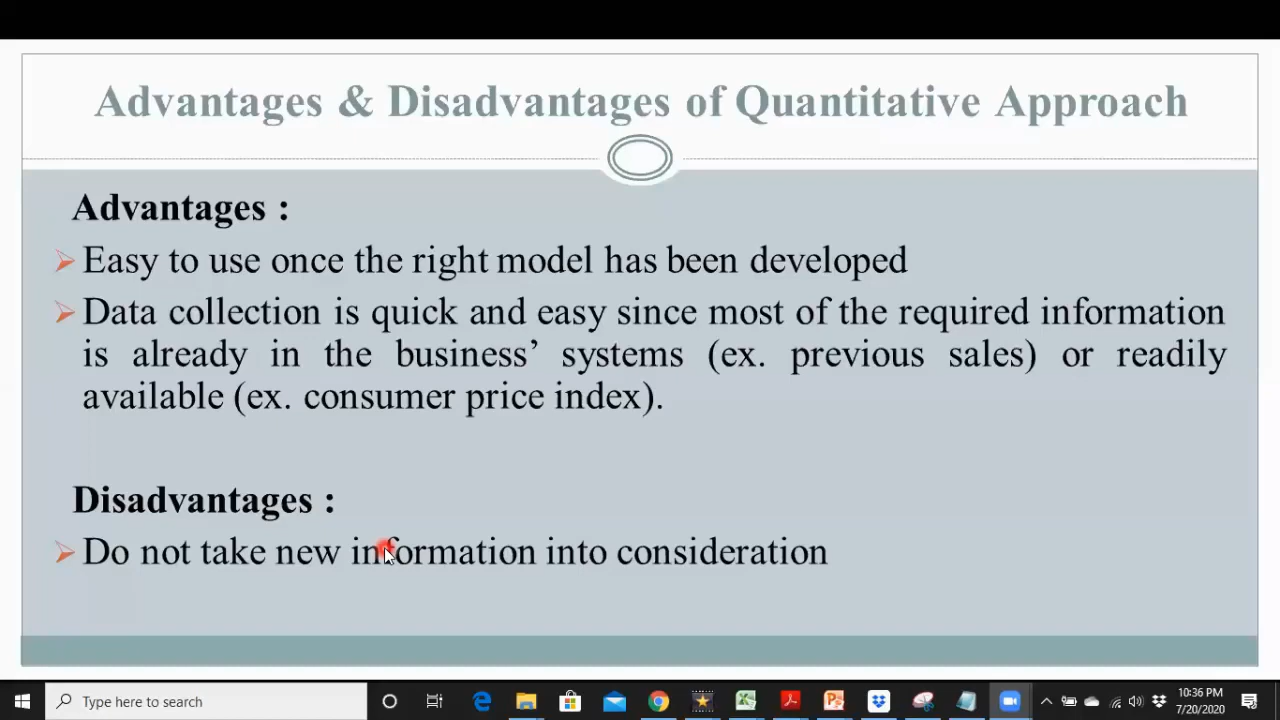 Advantages & Disadvantages of Quantitative Approach
Advantages :
Easy to use once the right model has been developed
Data collection is quick and easy since most of the required information
is already in the business’ systems (ex. previous sales) or readily
available (ex. consumer price index).
Disadvantages :
Do not take new information into consideration
Type here to search
10:36 PM
7/20/2020